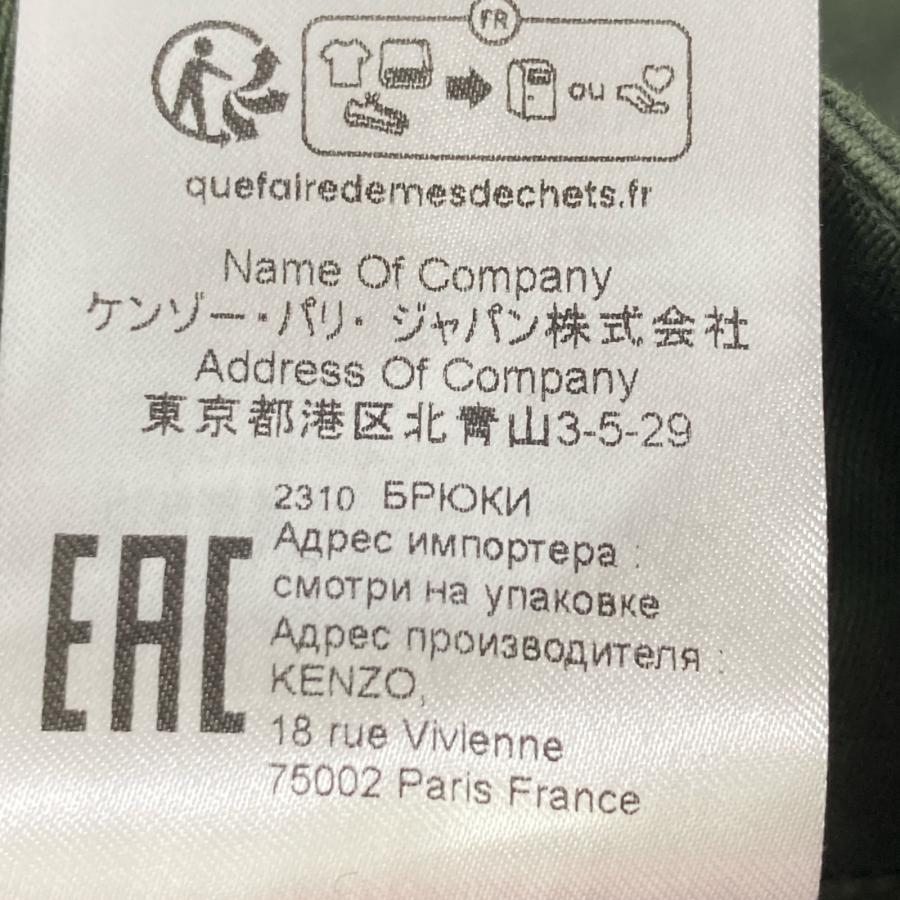 FR
ou
quefairedemesdechets.fr
Name Of Company
ケンゾー・パリ・ジャパン株式会社
Address Of Company
東京都港区北青山3-5-29
2310 БРЮКИ
Адрес импортера :
смотри на упаковке
Адрес производителя :
KENZO,
18 rue Vivienne
75002 Paris France
EAC